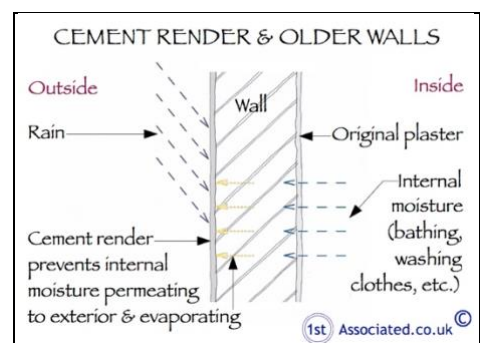 CEMENT RENDER & OLDER WALLS
Outside
Inside
Wall
Rain
Original plaster
Internal
moisture
(bathing,
washing
clothes, etc.)
Cement render
prevents internal
moisture permeating
to exterior & evaporating
1st Associated.co.uk ©